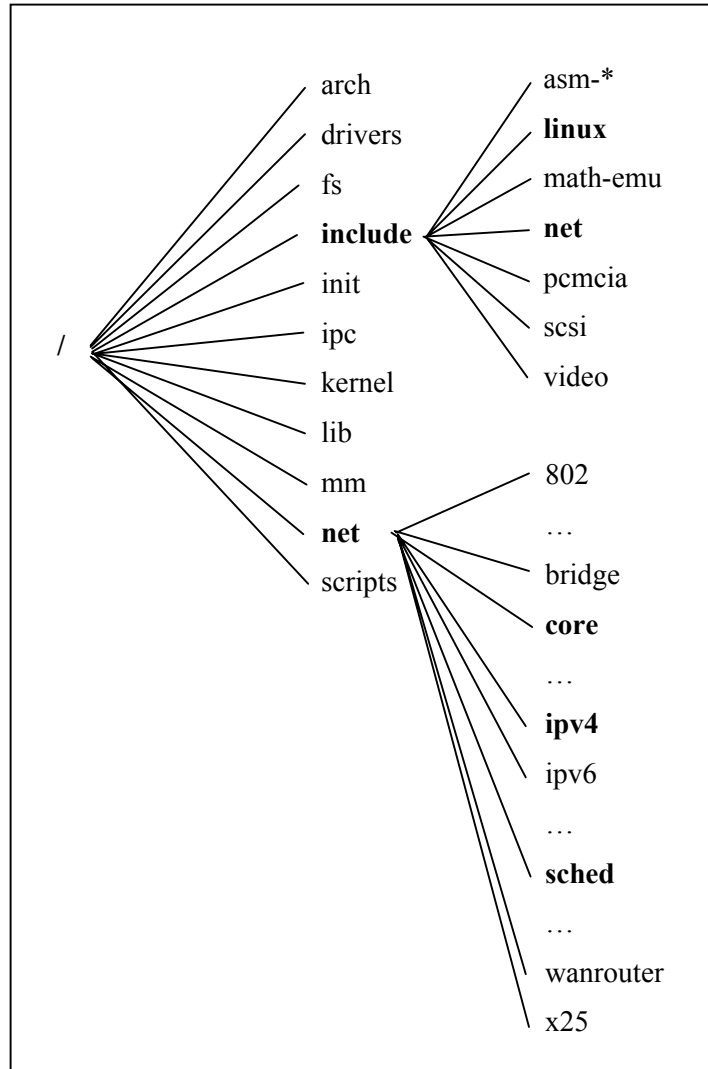 /
arch
drivers
fs
include
init
ipc
kernel
lib
mm
net
scripts
asm-*
linux
math-emu
net
pcmcia
scsi
video
802
…
bridge
core
…
ipv4
ipv6
…
sched
…
wanrouter
x25